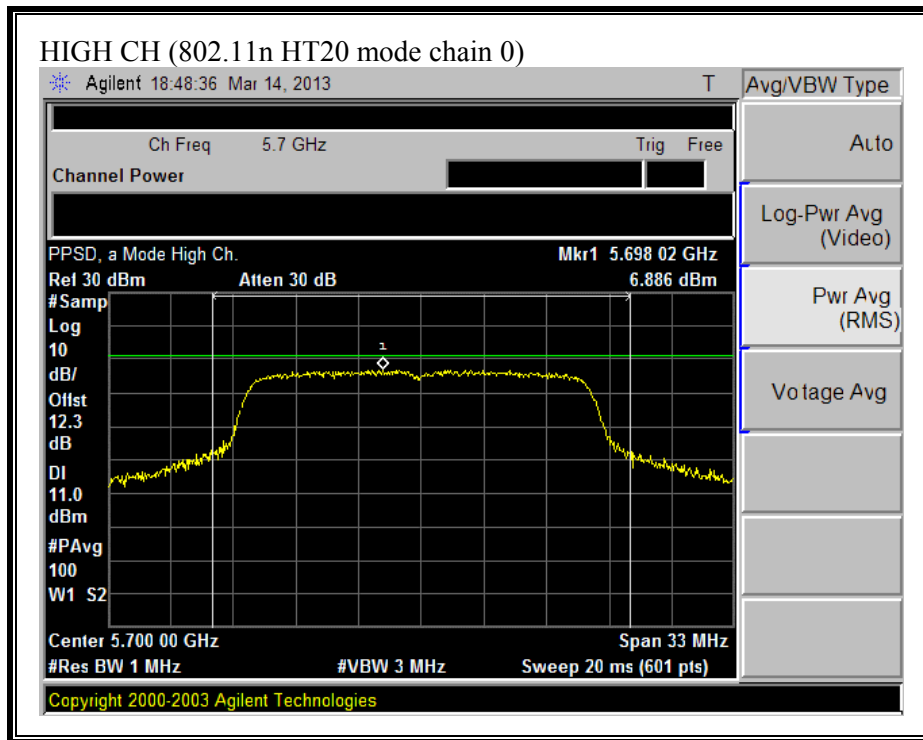 HIGH CH (802.11n HT20 mode chain 0)
Agilent 18:48:36 Mar 14, 2013 T
Avg/VBW Type
Ch Freq 5.7 GHz Trig Free
Channel Power
Auto
Log-Pwr Avg
(Video)
Pwr Avg
(RMS)
Votage Avg
PPSD, a Mode High Ch. Mkr1 5.698 02 GHz
Ref 30 dBm Atten 30 dB 6.886 dBm
#Samp
Log
10
dB/
Offst
12.3
dB
DI
11.0
dBm
#PAvg
100
W1 S2
1
Center 5.700 00 GHz Span 33 MHz
#Res BW 1 MHz #VBW 3 MHz Sweep 20 ms (601 pts)
Copyright 2000-2003 Agilent Technologies